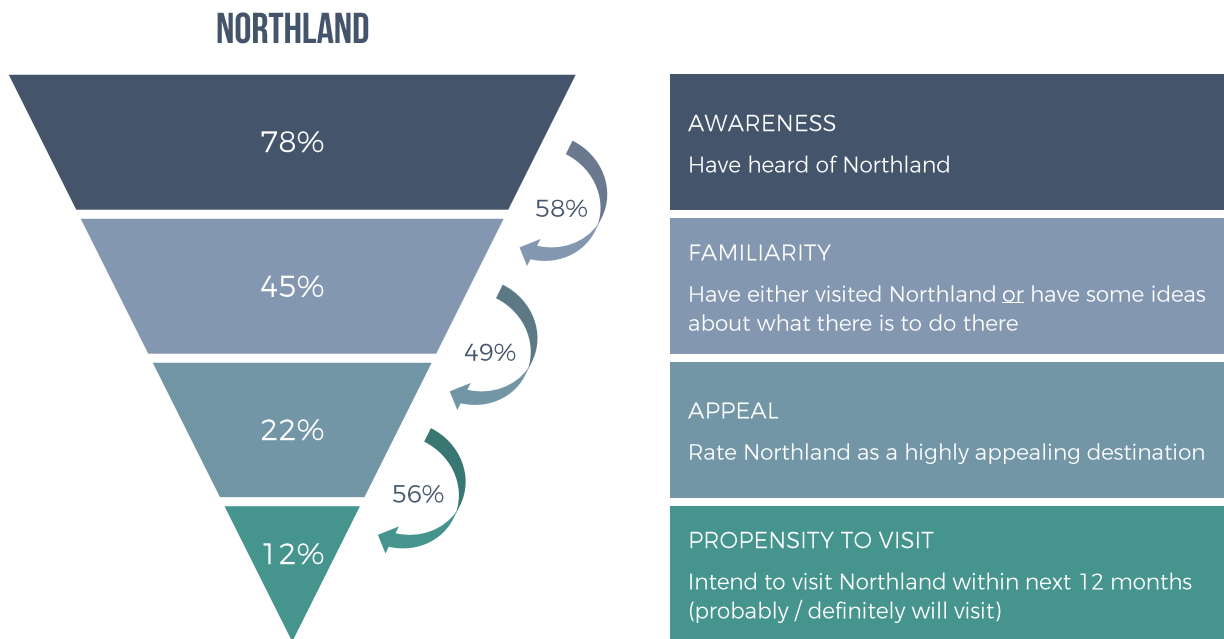 NORTHLAND
78%
58%
45%
49%
22%
56%
12%
AWARENESS
Have heard of Northland
FAMILIARITY
Have either visited Northland or have some ideas
about what there is to do there
APPEAL
Rate Northland as a highly appealing destination
PROPENSITY TO VISIT
Intend to visit Northland within next 12 months
(probably / definitely will visit)